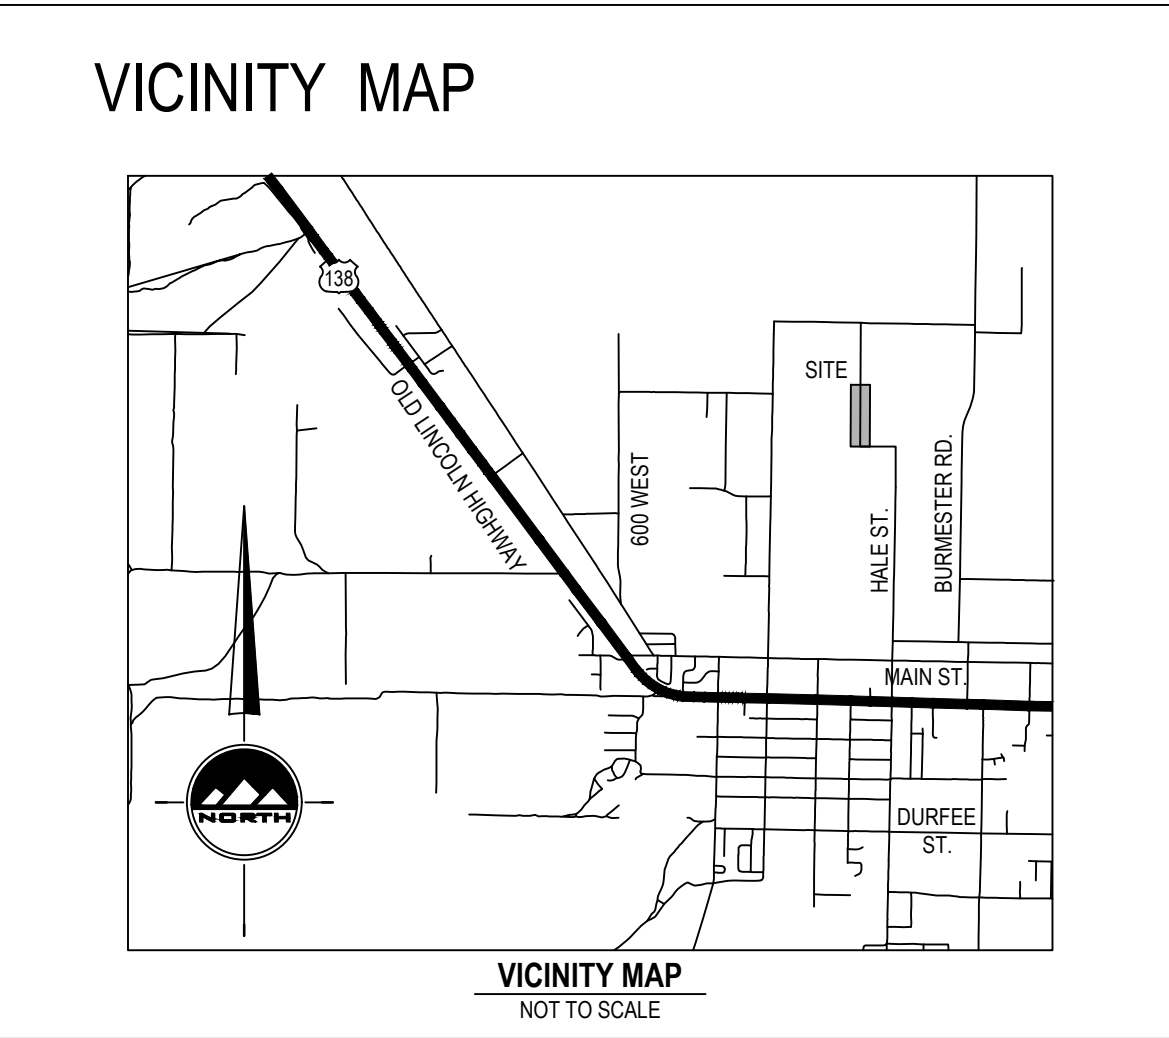 VICINITY MAP
138
SITE
OLD LINCOLN HIGHWAY
600 WEST
HALE ST.
BURMESTER RD.
MAIN ST.
NORTH
DURFEE
ST.
VICINITY MAP
NOT TO SCALE